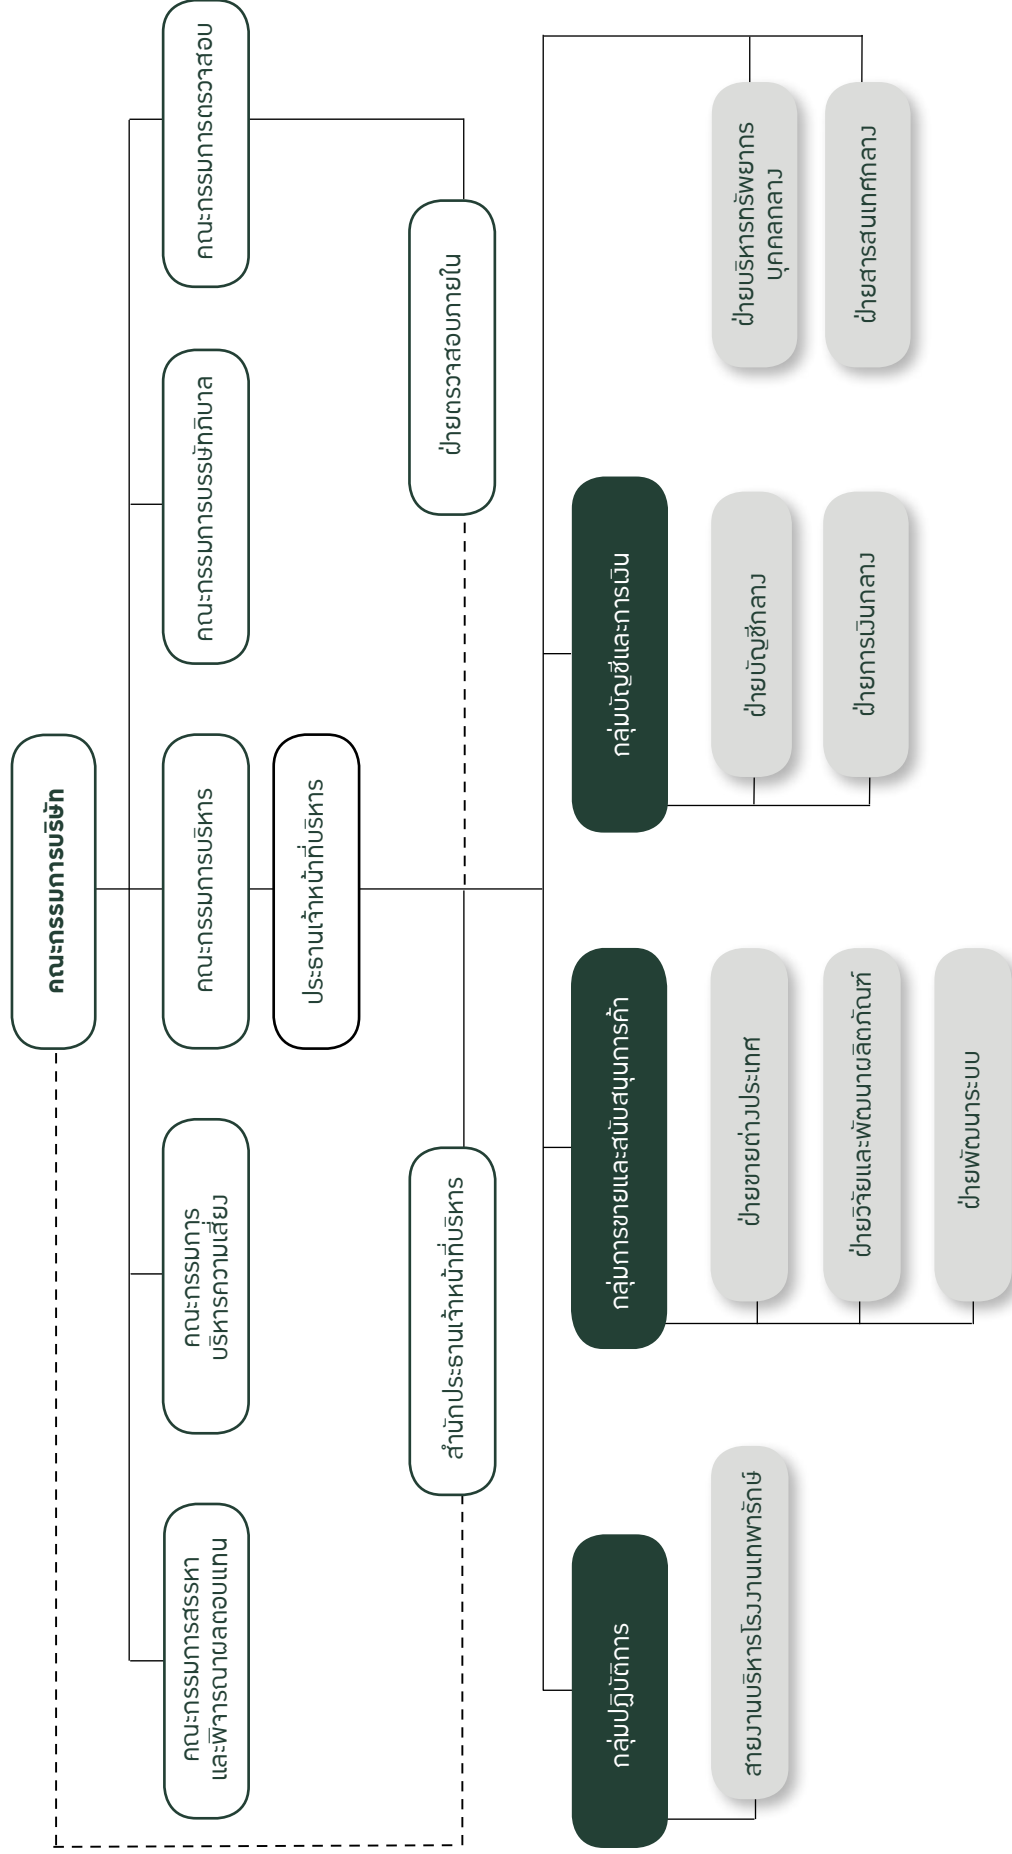 คณะกรรมการบริษัท
คณะกรรมการสรรหา
และพิจารณาผลตอบแทน
คณะกรรมการ
บริหารความเสี่ยง
คณะกรรมการบริหาร
คณะกรรมการบรรษัทภิบาล
คณะกรรมการตรวจสอบ
ประธานเจ้าหน้าที่บริหาร
สำนักประธานเจ้าหน้าที่บริหาร
ฝ่ายตรวจสอบภายใน
กลุ่มปฏิบัติการ
กลุ่มการขายและสนับสนุนการค้า
กลุ่มบัญชีและการเงิน
สายงานบริหารโรงงานเทพารักษ์
ฝ่ายขายต่างประเทศ
ฝ่ายบัญชีกลาง
ฝ่ายบริหารทรัพยากร
บุคคลกลาง
ฝ่ายวิจัยและพัฒนาผลิตภัณฑ์
ฝ่ายการเงินกลาง
ฝ่ายสารสนเทศกลาง
ฝ่ายพัฒนาระบบ